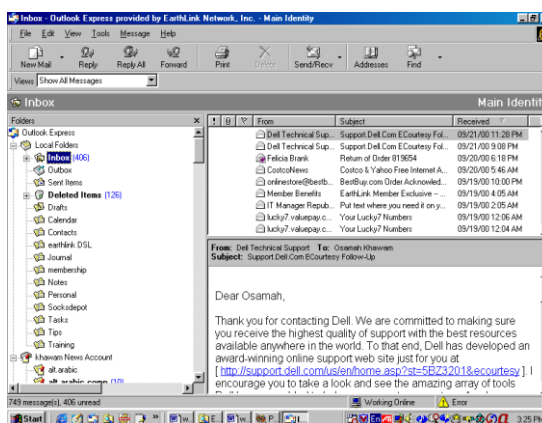 Inbox - Outlook Express provided by EarthLink Network, Inc. - Main Identity
File Edit View Tools Message Help
New Mail Reply Reply All Forward Print Delete Send/Recv Addresses Find
Views Show All Messages
Inbox Main Identit
Folders x ! From Subject Received
Outlook Express Dell Technical Sup... Support.Dell.Com ECourtesy Fol... 09/21/00 11:28 PM
Local Folders Dell Technical Sup... Support.Dell.Com ECourtesy Fol... 09/21/00 9:08 PM
Inbox (406) Felicia Brank Return of Order 819654 09/20/00 6:18 PM
Outbox CostcoNews Costco & Yahoo Free Internet A... 09/20/00 5:46 AM
Sent Items onlinestore@bestb... BestBuy.com Order Acknowled... 09/19/00 10:00 PM
Deleted Items (126) Member Benefits EarthLink Member Exclusive – ... 09/19/00 4:05 AM
Drafts IT Manager Repub... Put text where you need it on y... 09/19/00 2:05 AM
Calendar lucky7.valuepay.c... Your Lucky7 Numbers 09/19/00 12:06 AM
Contacts lucky7.valuepay.c... Your Lucky7 Numbers 09/19/00 12:04 AM
earthlink DSL
Journal
membership
Notes
Personal
Socksdepot
Tasks
Tips
Training
khawam News Account
alt.arabic
alt.arabic.comp (10)
From: Dell Technical Support To: Osamah Khawam
Subject: Support.Dell.Com ECourtesy Follow-Up
Dear Osamah,
Thank you for contacting Dell. We are committed to making sure
you receive the highest quality of support with the best resources
available anywhere in the world. To that end, Dell has developed an
award-winning online support web site just for you at
[ http://support.dell.com/us/en/home.asp?st=5BZ3201&ecourtesy ]. I
encourage you to take a look and see the amazing array of tools
749 message(s), 406 unread Working Online Error
Start w... E... w... P... I... 3:25 PM